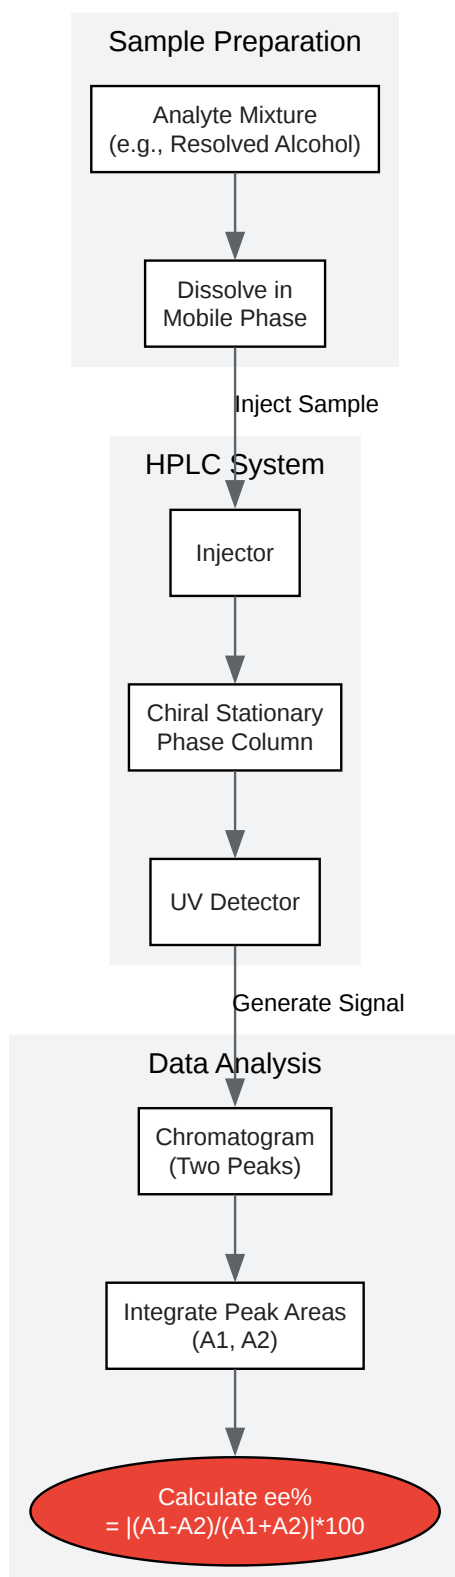 Sample Preparation
Analyte Mixture
(e.g., Resolved Alcohol)
Dissolve in
Mobile Phase
Inject Sample
HPLC System
Injector
Chiral Stationary
Phase Column
UV Detector
Generate Signal
Data Analysis
Chromatogram
(Two Peaks)
Integrate Peak Areas
(A1, A2)
Calculate ee%
= |(A1-A2)/(A1+A2)|*100